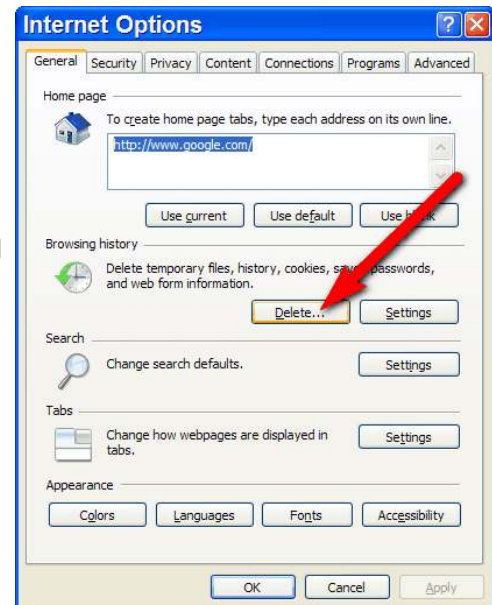 Internet Options
General Security Privacy Content Connections Programs Advanced
Home page
To create home page tabs, type each address on its own line.
http://www.google.com/
Use current Use default Use blank
Browsing history
Delete temporary files, history, cookies, saved passwords,
and web form information.
Delete... Settings
Search
Change search defaults.
Settings
Tabs
Change how webpages are displayed in
tabs.
Settings
Appearance
Colors Languages Fonts Accessibility
OK Cancel Apply